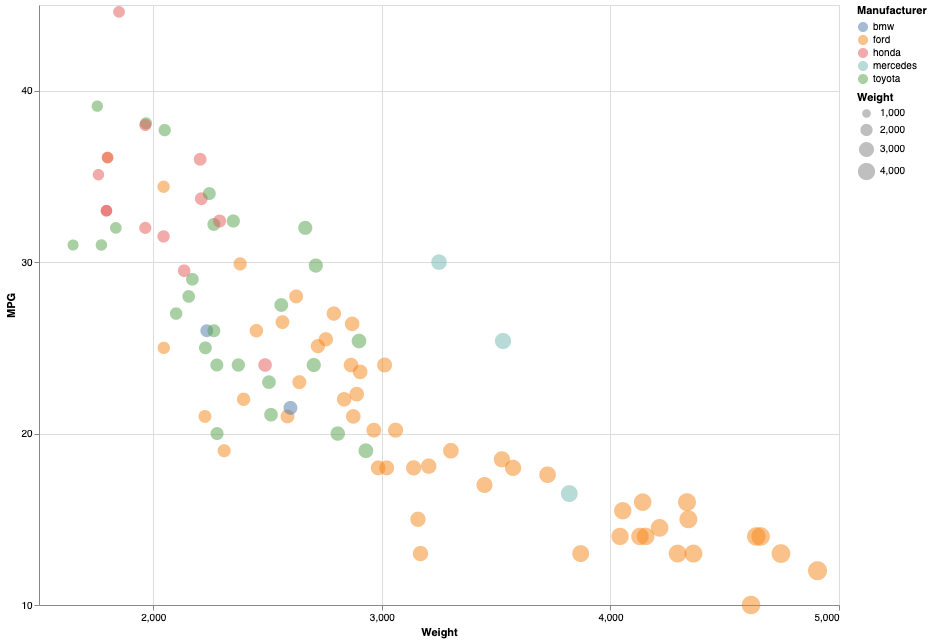 Manufacturer
bmw
ford
honda
mercedes
toyota
Weight
1,000
2,000
3,000
4,000
MPG
40
30
20
10
2,000 3,000 4,000 5,000
Weight